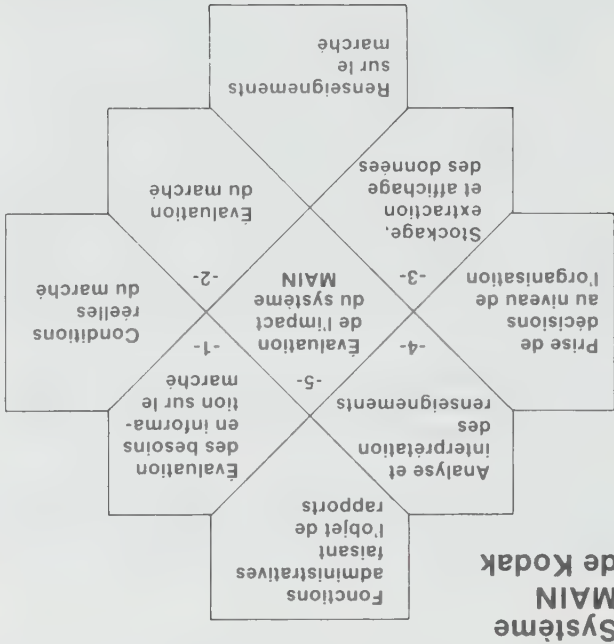 Système
MAIN
de Kodak
Fonctions
administratives
faisant
l'objet de
rapports
Analyse et
interprétation
des
renseignements
-4-
Évaluation
des besoins
en informa-
tion sur le
marché
-1-
-5-
Évaluation
de l'impact
du système
MAIN
Prise de
décisions
au niveau de
l'organisation
Conditions
réelles
du marché
-3-
Stockage,
extraction
et affichage
des données
-2-
Évaluation
du marché
Renseignements
sur le
marché